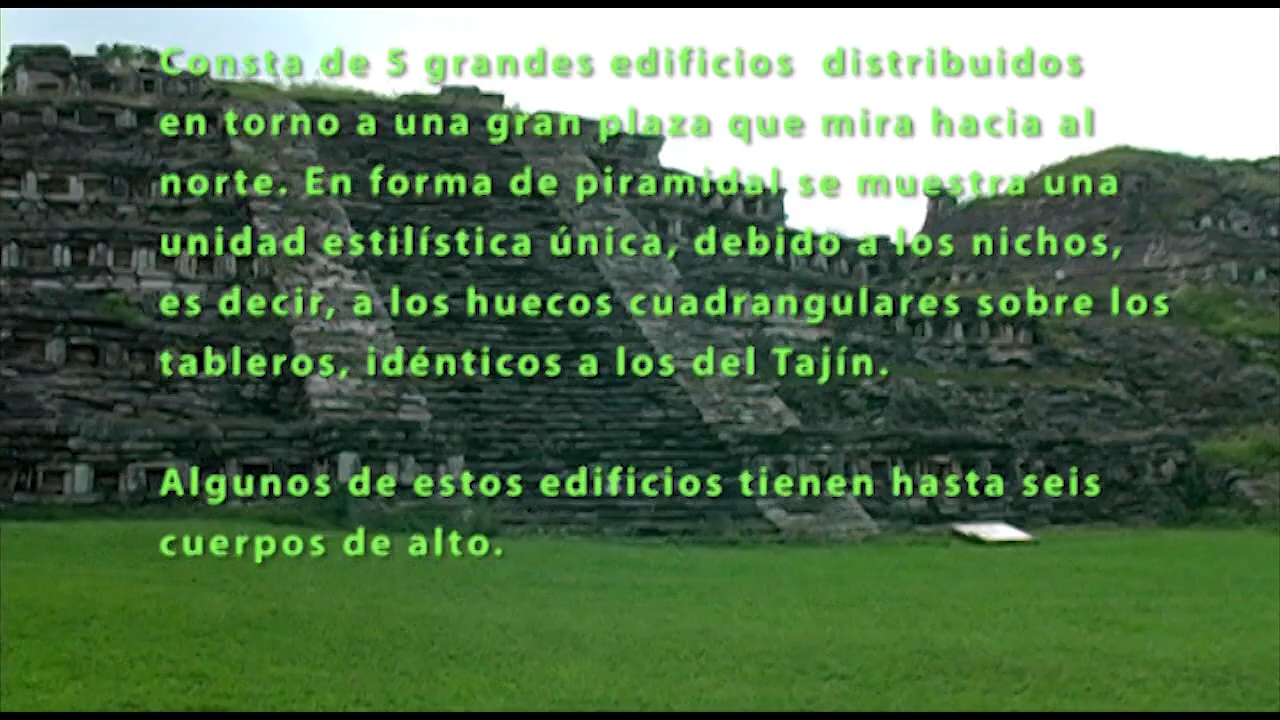 Consta de 5 grandes edificios distribuidos
en torno a una gran plaza que mira hacia al
norte. En forma de piramidal se muestra una
unidad estilística única, debido a los nichos,
es decir, a los huecos cuadrangulares sobre los
tableros, idénticos a los del Tajín.
Algunos de estos edificios tienen hasta seis
cuerpos de alto.